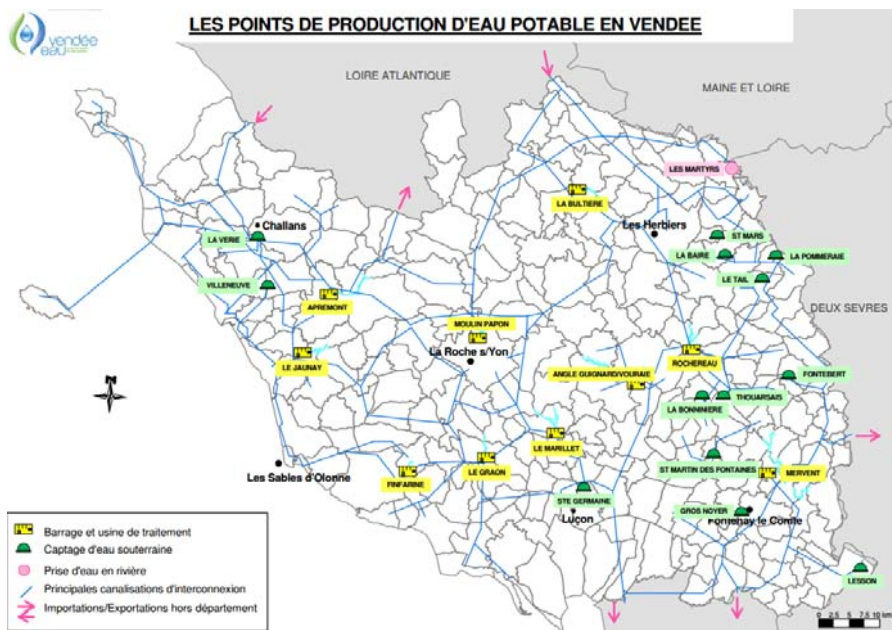 LES POINTS DE PRODUCTION D'EAU POTABLE EN VENDEE
vendée
eau
LOIRE ATLANTIQUE
MAINE ET LOIRE
LES MARTYRS
LA BULTIERE
Challans
Les Herbiers
ST MARS
LA VERIE
LA BAIRE
LA POMMERAIE
LE TAIL
VILLENEUVE
APREMONT
DEUX SEVRES
MOULIN PAPON
La Roche s/Yon
LE JAUNAY
ROCHEREAU
ANGLE GUIGNARD/VOURAIE
FONTEBERT
THOUARSAIS
LA BONNINIERE
N
LE MARILLET
Les Sables d'Olonne
FINFARINE
LE GRAON
ST MARTIN DES FONTAINES
MERVENT
STE GERMAINE
Luçon
GROS NOYER
Fontenay le Comte
LESSON
Barrage et usine de traitement
Captage d'eau souterraine
Prise d'eau en rivière
Principales canalisations d'interconnexion
Importations/Exportations hors département
0 2.5 5 7.5 10 km